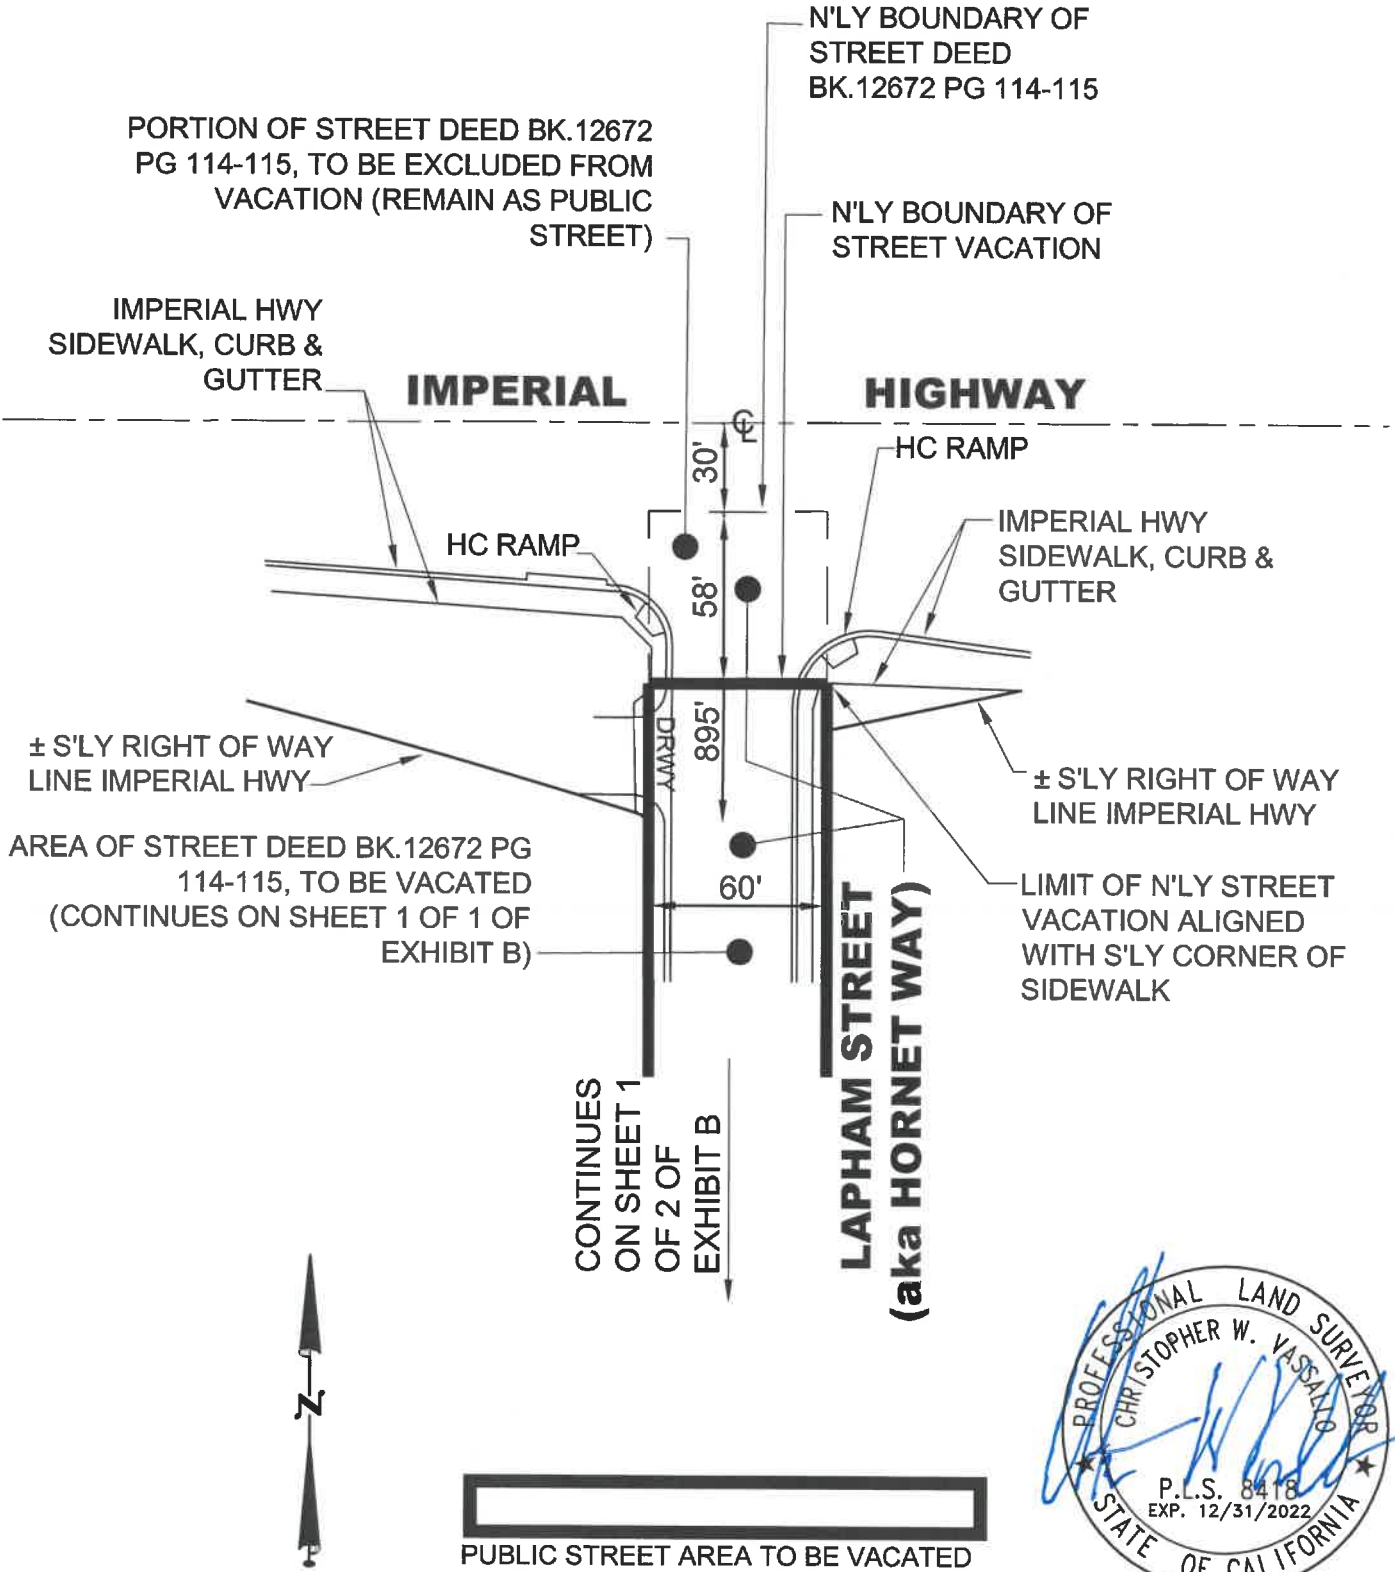 N'LY BOUNDARY OF
STREET DEED
BK.12672 PG 114-115
PORTION OF STREET DEED BK.12672
PG 114-115, TO BE EXCLUDED FROM
VACATION (REMAIN AS PUBLIC
STREET)
N'LY BOUNDARY OF
STREET VACATION
IMPERIAL HWY
SIDEWALK, CURB &
GUTTER
IMPERIAL HIGHWAY
CL
30'
HC RAMP
HC RAMP
58'
IMPERIAL HWY
SIDEWALK, CURB &
GUTTER
± S'LY RIGHT OF WAY
LINE IMPERIAL HWY
DRWY
895'
± S'LY RIGHT OF WAY
LINE IMPERIAL HWY
AREA OF STREET DEED BK.12672 PG
114-115, TO BE VACATED
(CONTINUES ON SHEET 1 OF 1 OF
EXHIBIT B)
60'
LIMIT OF N'LY STREET
VACATION ALIGNED
WITH S'LY CORNER OF
SIDEWALK
LAPHAM STREET
(aka HORNET WAY)
CONTINUES
ON SHEET 1
OF 2 OF
EXHIBIT B
N
PUBLIC STREET AREA TO BE VACATED
PROFESSIONAL LAND SURVEYOR
CHRISTOPHER W. VASSALLO
P.L.S. 8418
EXP. 12/31/2022
STATE OF CALIFORNIA